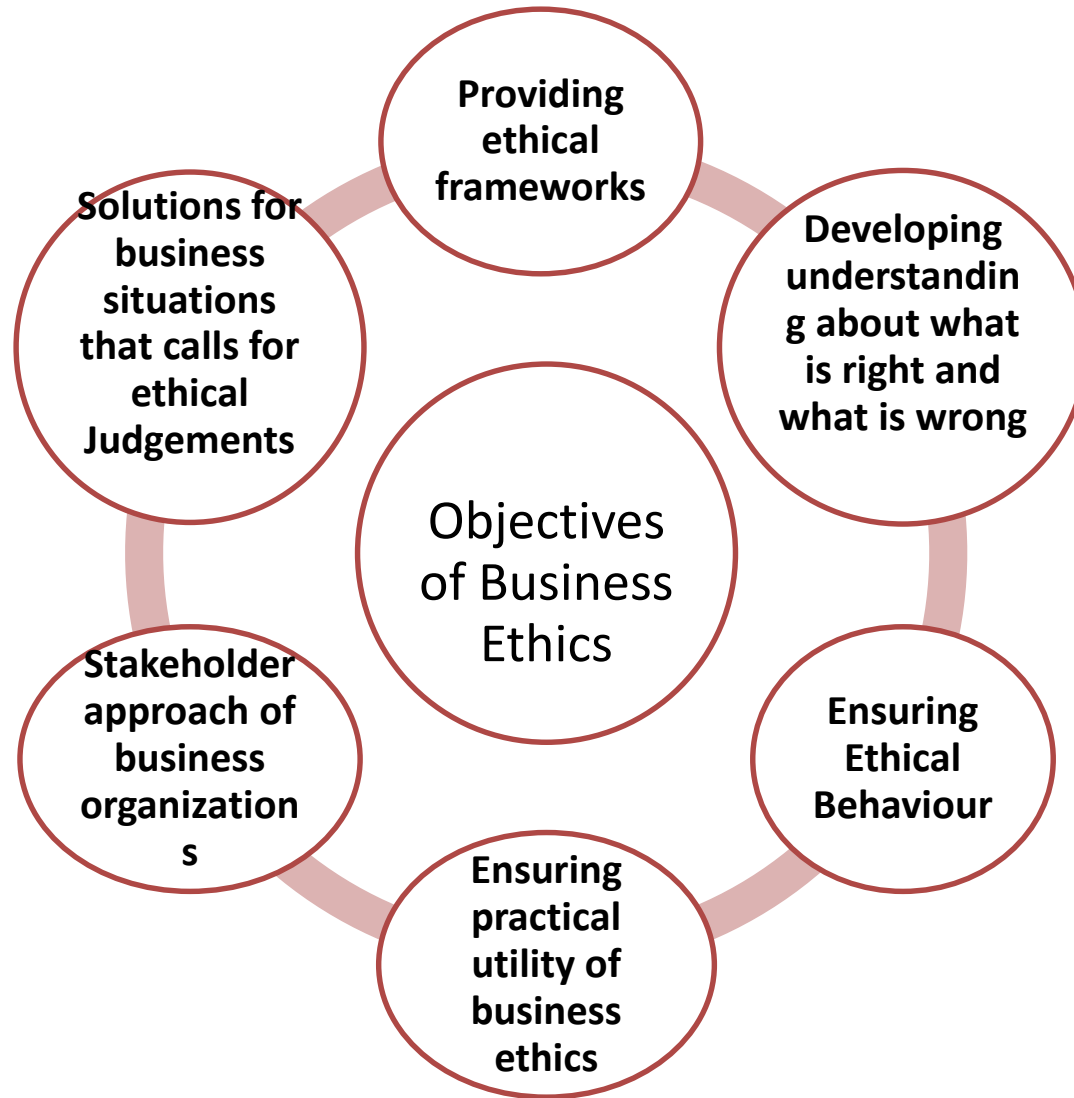 Providing
ethical
frameworks
Developing
understandin
g about what
is right and
what is wrong
Ensuring
Ethical
Behaviour
Ensuring
practical
utility of
business
ethics
Stakeholder
approach of
business
organization
s
Solutions for
business
situations
that calls for
ethical
Judgements
Objectives
of Business
Ethics